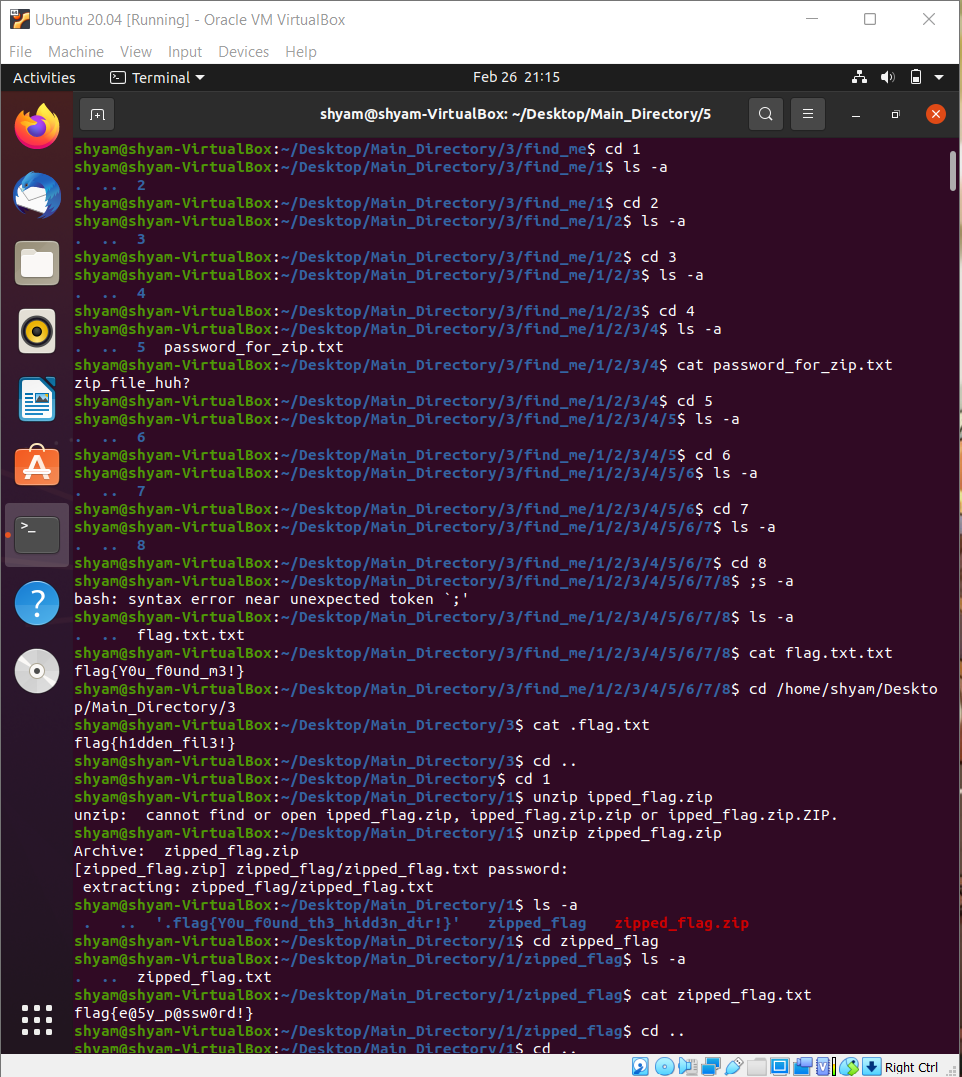 Ubuntu 20.04 [Running] - Oracle VM VirtualBox
File Machine View Input Devices Help
Activities Terminal Feb 26 21:15
shyam@shyam-VirtualBox: ~/Desktop/Main_Directory/5
shyam@shyam-VirtualBox:~/Desktop/Main_Directory/3/find_me$ cd 1
shyam@shyam-VirtualBox:~/Desktop/Main_Directory/3/find_me/1$ ls -a
. .. 2
shyam@shyam-VirtualBox:~/Desktop/Main_Directory/3/find_me/1$ cd 2
shyam@shyam-VirtualBox:~/Desktop/Main_Directory/3/find_me/1/2$ ls -a
. .. 3
shyam@shyam-VirtualBox:~/Desktop/Main_Directory/3/find_me/1/2$ cd 3
shyam@shyam-VirtualBox:~/Desktop/Main_Directory/3/find_me/1/2/3$ ls -a
. .. 4
shyam@shyam-VirtualBox:~/Desktop/Main_Directory/3/find_me/1/2/3$ cd 4
shyam@shyam-VirtualBox:~/Desktop/Main_Directory/3/find_me/1/2/3/4$ ls -a
. .. 5 password_for_zip.txt
shyam@shyam-VirtualBox:~/Desktop/Main_Directory/3/find_me/1/2/3/4$ cat password_for_zip.txt
zip_file_huh?
shyam@shyam-VirtualBox:~/Desktop/Main_Directory/3/find_me/1/2/3/4$ cd 5
shyam@shyam-VirtualBox:~/Desktop/Main_Directory/3/find_me/1/2/3/4/5$ ls -a
. .. 6
shyam@shyam-VirtualBox:~/Desktop/Main_Directory/3/find_me/1/2/3/4/5$ cd 6
shyam@shyam-VirtualBox:~/Desktop/Main_Directory/3/find_me/1/2/3/4/5/6$ ls -a
. .. 7
shyam@shyam-VirtualBox:~/Desktop/Main_Directory/3/find_me/1/2/3/4/5/6$ cd 7
shyam@shyam-VirtualBox:~/Desktop/Main_Directory/3/find_me/1/2/3/4/5/6/7$ ls -a
. .. 8
shyam@shyam-VirtualBox:~/Desktop/Main_Directory/3/find_me/1/2/3/4/5/6/7$ cd 8
shyam@shyam-VirtualBox:~/Desktop/Main_Directory/3/find_me/1/2/3/4/5/6/7/8$ ;s -a
bash: syntax error near unexpected token `;'
shyam@shyam-VirtualBox:~/Desktop/Main_Directory/3/find_me/1/2/3/4/5/6/7/8$ ls -a
. .. flag.txt.txt
shyam@shyam-VirtualBox:~/Desktop/Main_Directory/3/find_me/1/2/3/4/5/6/7/8$ cat flag.txt.txt
flag{Y0u_f0und_m3!}
shyam@shyam-VirtualBox:~/Desktop/Main_Directory/3/find_me/1/2/3/4/5/6/7/8$ cd /home/shyam/Deskto
p/Main_Directory/3
shyam@shyam-VirtualBox:~/Desktop/Main_Directory/3$ cat .flag.txt
flag{h1dden_fil3!}
shyam@shyam-VirtualBox:~/Desktop/Main_Directory/3$ cd ..
shyam@shyam-VirtualBox:~/Desktop/Main_Directory$ cd 1
shyam@shyam-VirtualBox:~/Desktop/Main_Directory/1$ unzip ipped_flag.zip
unzip:  cannot find or open ipped_flag.zip, ipped_flag.zip.zip or ipped_flag.zip.ZIP.
shyam@shyam-VirtualBox:~/Desktop/Main_Directory/1$ unzip zipped_flag.zip
Archive:  zipped_flag.zip
[zipped_flag.zip] zipped_flag/zipped_flag.txt password:
 extracting: zipped_flag/zipped_flag.txt
shyam@shyam-VirtualBox:~/Desktop/Main_Directory/1$ ls -a
. .. '.flag{Y0u_f0und_th3_hidd3n_dir!}' zipped_flag zipped_flag.zip
shyam@shyam-VirtualBox:~/Desktop/Main_Directory/1$ cd zipped_flag
shyam@shyam-VirtualBox:~/Desktop/Main_Directory/1/zipped_flag$ ls -a
. .. zipped_flag.txt
shyam@shyam-VirtualBox:~/Desktop/Main_Directory/1/zipped_flag$ cat zipped_flag.txt
flag{e@5y_p@ssw0rd!}
shyam@shyam-VirtualBox:~/Desktop/Main_Directory/1/zipped_flag$ cd ..
shyam@shyam-VirtualBox:~/Desktop/Main_Directory/1$ cd ..
Right Ctrl